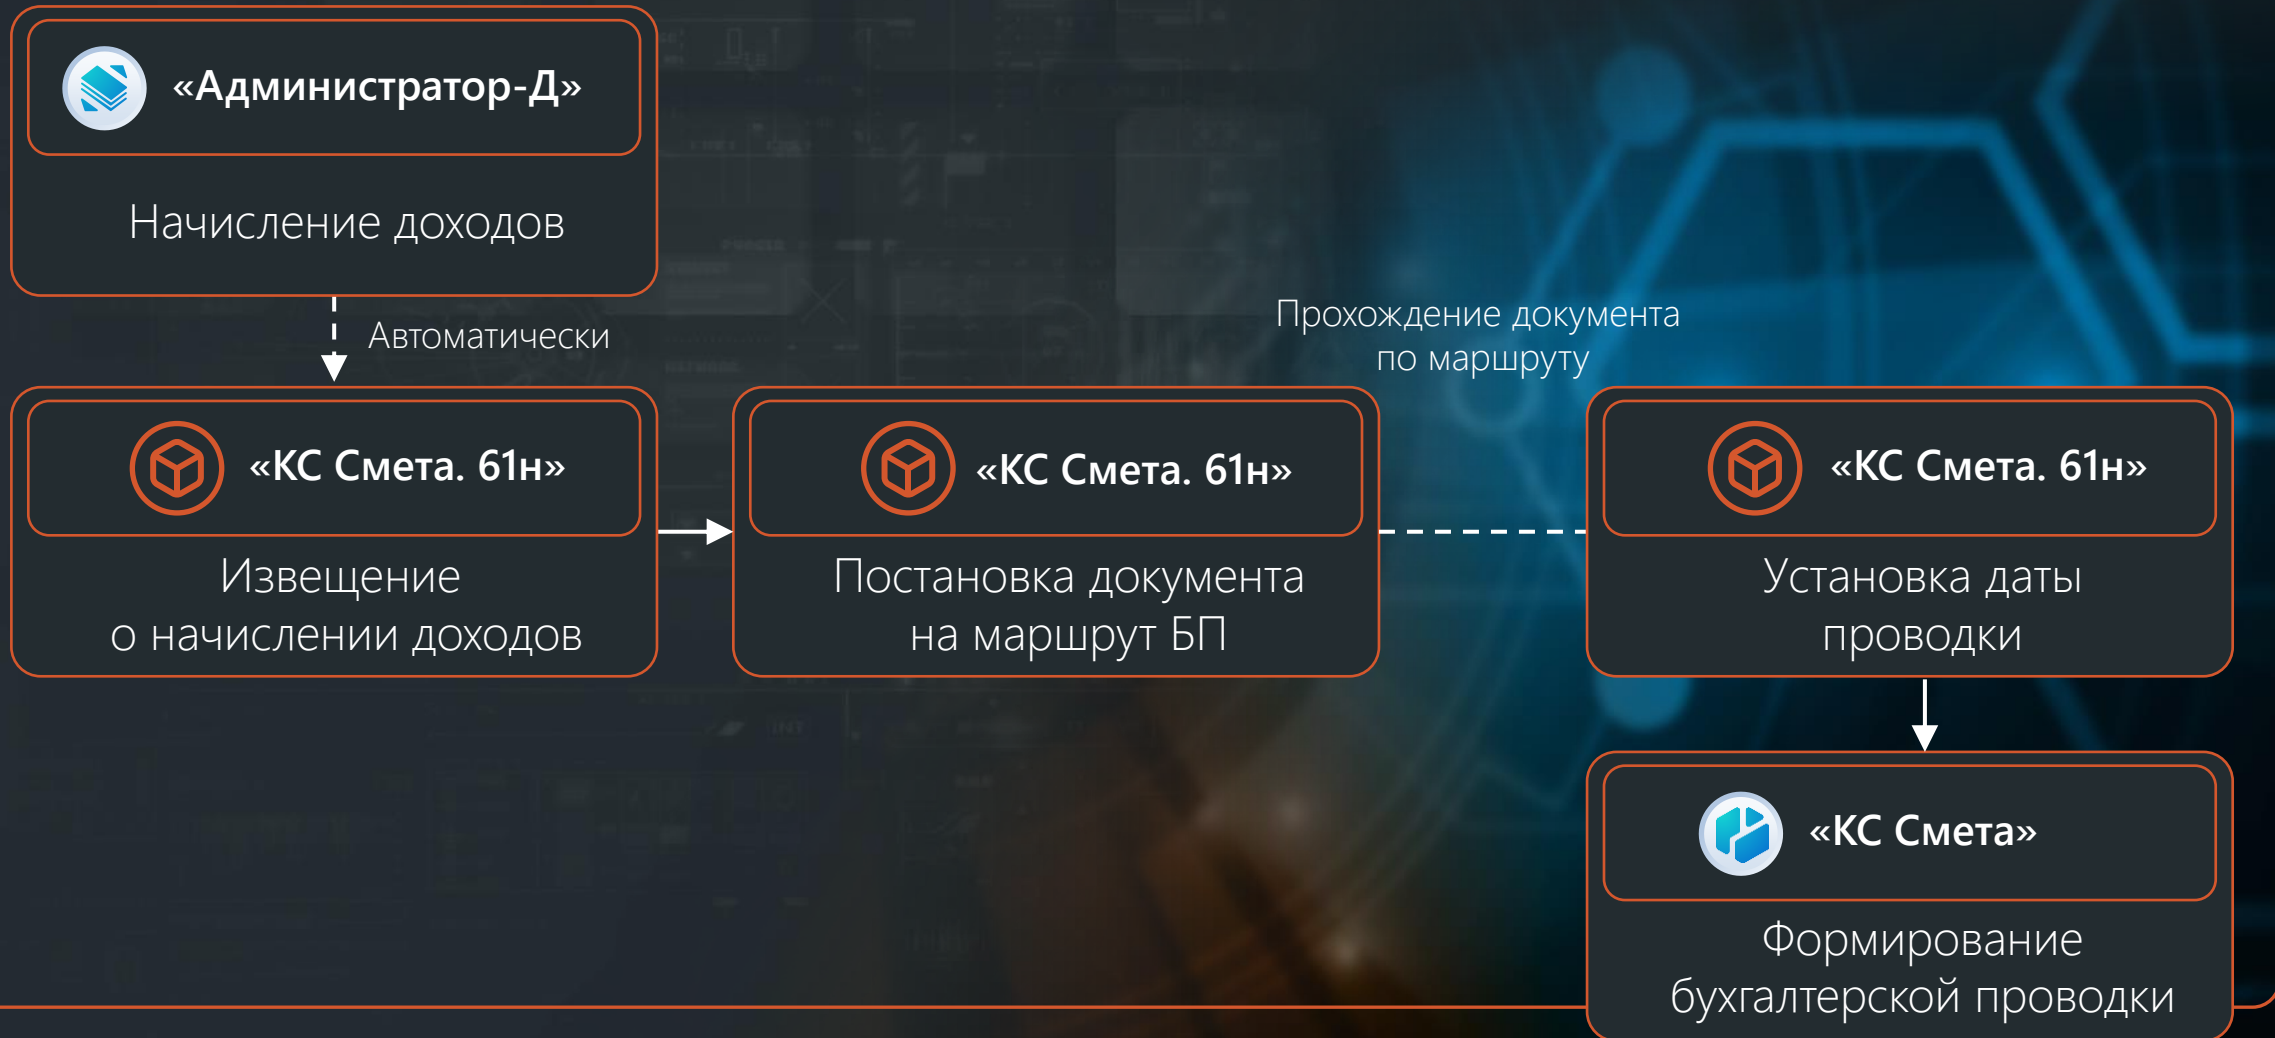 «Администратор-Д»
Начисление доходов
Автоматически
Прохождение документа
по маршруту
«КС Смета. 61н»
Извещение
о начислении доходов
«КС Смета. 61н»
Постановка документа
на маршрут БП
«КС Смета. 61н»
Установка даты
проводки
«КС Смета»
Формирование
бухгалтерской проводки